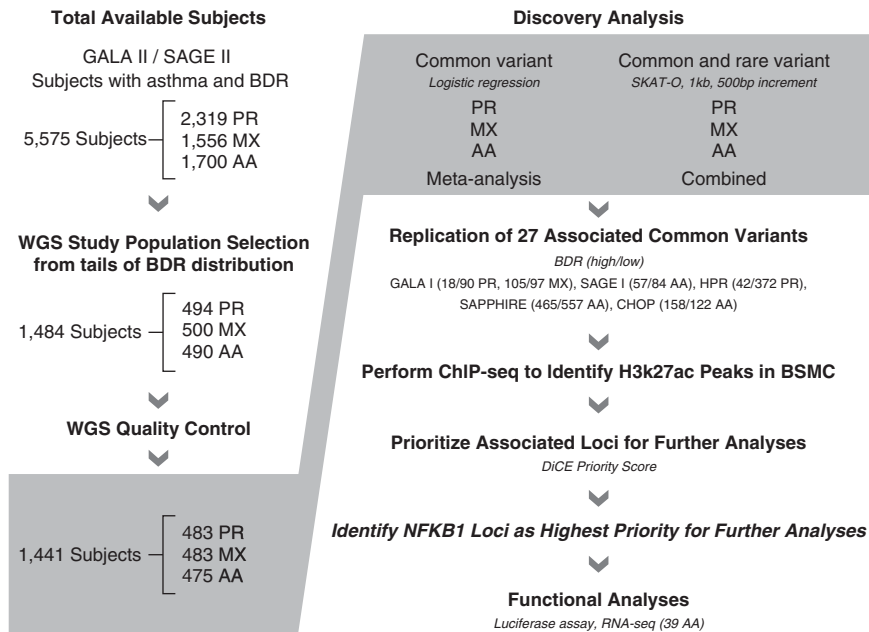 Total Available Subjects
GALA II / SAGE II
Subjects with asthma and BDR
5,575 Subjects
2,319 PR
1,556 MX
1,700 AA
WGS Study Population Selection
from tails of BDR distribution
1,484 Subjects
494 PR
500 MX
490 AA
WGS Quality Control
1,441 Subjects
483 PR
483 MX
475 AA
Discovery Analysis
Common variant
Logistic regression
PR
MX
AA
Meta-analysis
Common and rare variant
SKAT-O, 1kb, 500bp increment
PR
MX
AA
Combined
Replication of 27 Associated Common Variants
BDR (high/low)
GALA I (18/90 PR, 105/97 MX), SAGE I (57/84 AA), HPR (42/372 PR),
SAPPHIRE (465/557 AA), CHOP (158/122 AA)
Perform ChIP-seq to Identify H3k27ac Peaks in BSMC
Prioritize Associated Loci for Further Analyses
DiCE Priority Score
Identify NFKB1 Loci as Highest Priority for Further Analyses
Functional Analyses
Luciferase assay, RNA-seq (39 AA)